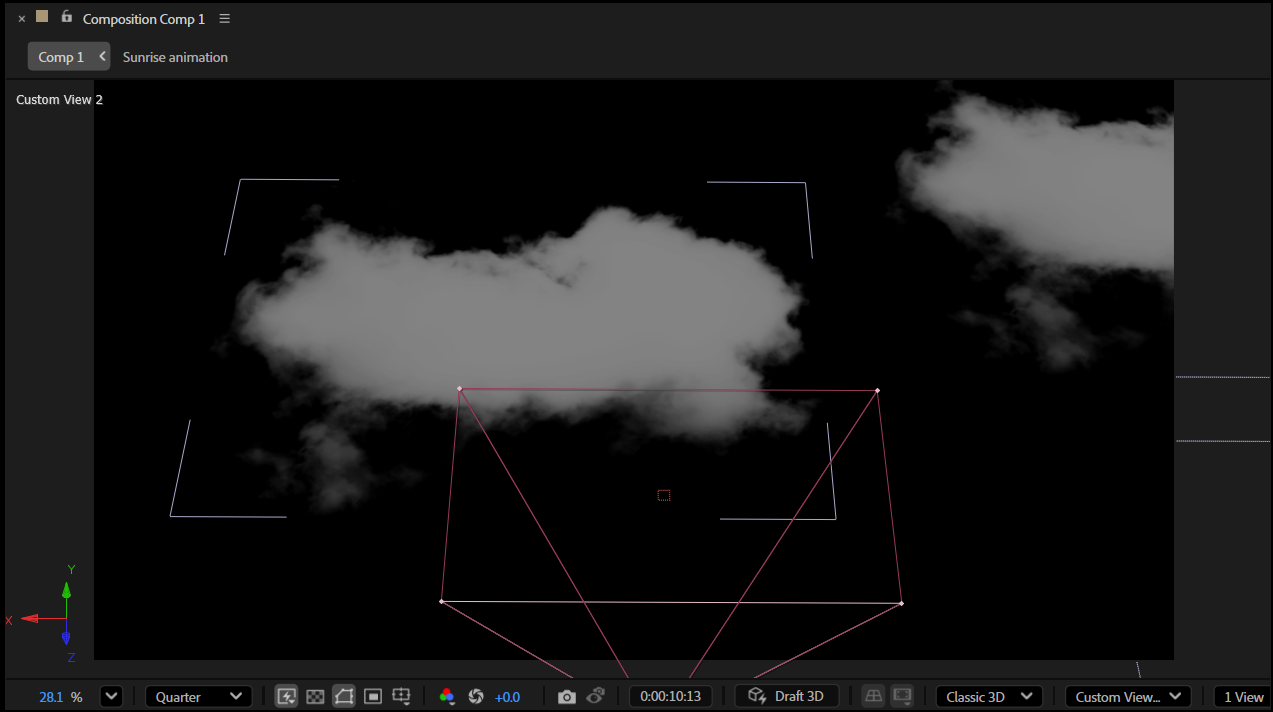 Composition Comp 1
Comp 1 Sunrise animation
Custom View 2
Y
X
Z
28.1 % Quarter +0.0 0:00:10:13 Draft 3D Classic 3D Custom View... 1 View